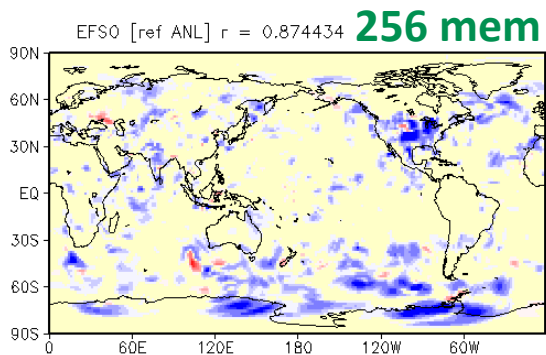 EFSO [ref ANL] r = 0.874434 256 mem
90N
60N
30N
EQ
30S
60S
90S
0 60E 120E 180 120W 60W